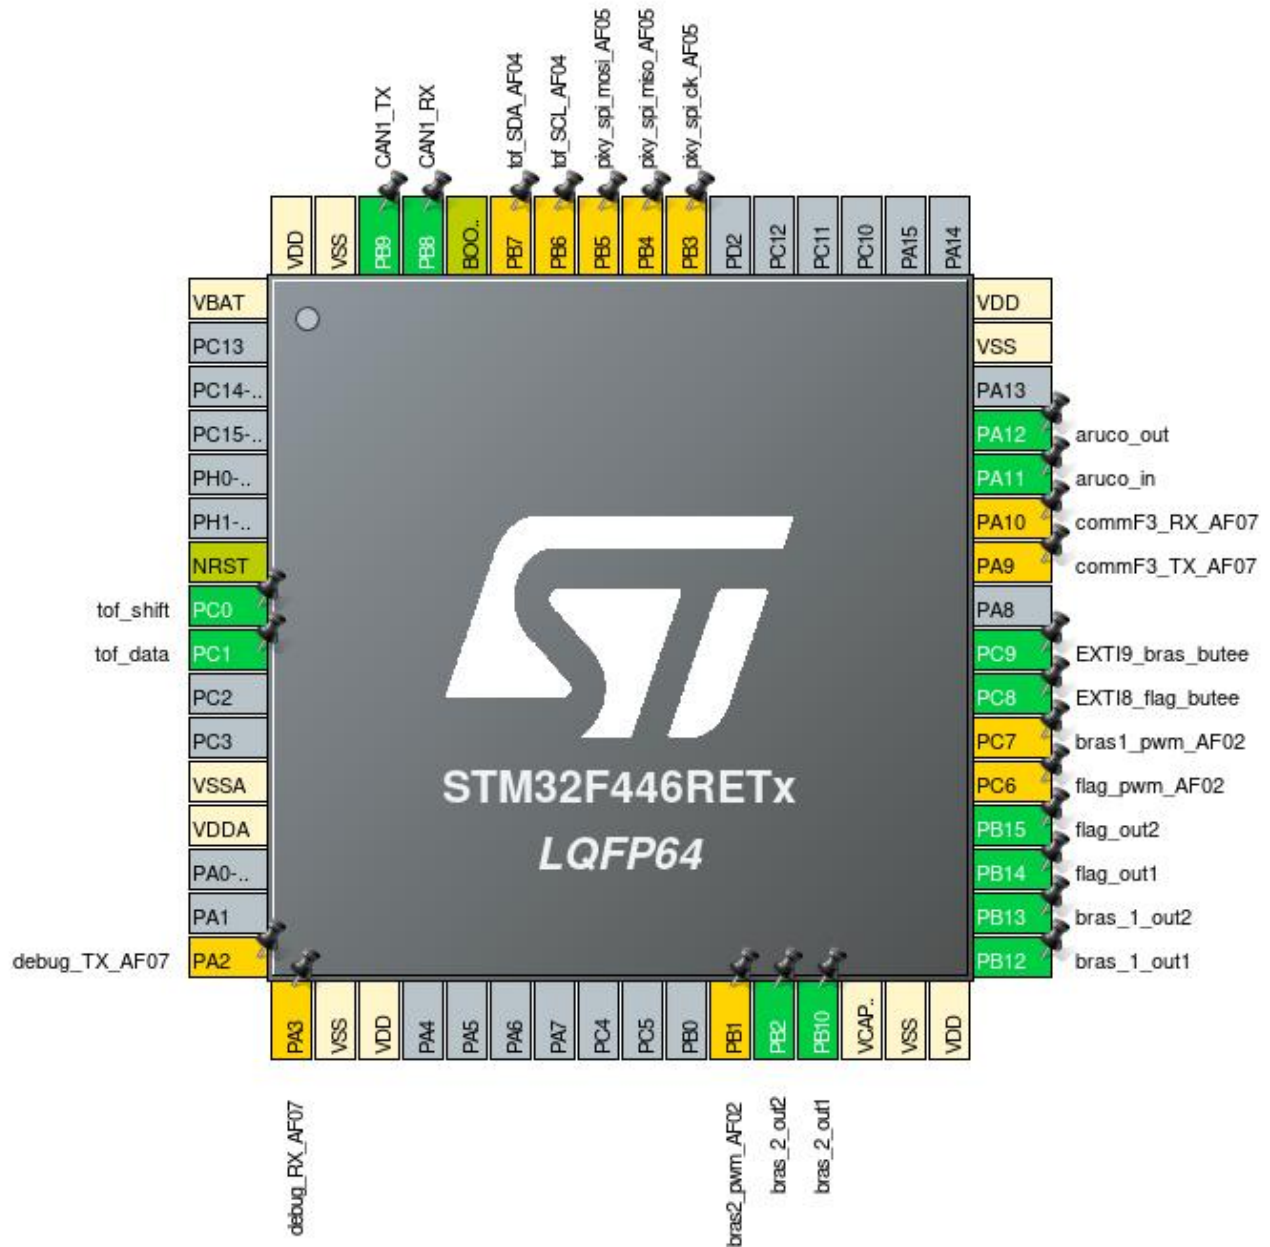 CAN1_TX
CAN1_RX
tof_SDA_AF04
tof_SCL_AF04
pixy_spi_mosi_AF05
pixy_spi_miso_AF05
pixy_spi_ck_AF05
VDD
VSS
PB9
PB8
BOO..
PB7
PB6
PB5
PB4
PB3
PD2
PC12
PC11
PC10
PA15
PA14
VBAT
PC13
PC14-..
PC15-..
PH0-..
PH1-..
NRST
tof_shift PC0
tof_data PC1
PC2
PC3
VSSA
VDDA
PA0-..
PA1
debug_TX_AF07 PA2
ST
STM32F446RETx
LQFP64
VDD
VSS
PA13
PA12 aruco_out
PA11 aruco_in
PA10 commF3_RX_AF07
PA9 commF3_TX_AF07
PA8
PC9 EXTI9_bras_butee
PC8 EXTI8_flag_butee
PC7 bras1_pwm_AF02
PC6 flag_pwm_AF02
PB15 flag_out2
PB14 flag_out1
PB13 bras_1_out2
PB12 bras_1_out1
PA3
VSS
VDD
PA4
PA5
PA6
PA7
PC4
PC5
PB0
PB1
PB2
PB10
VCAP..
VSS
VDD
debug_RX_AF07
bras2_pwm_AF02
bras_2_out2
bras_2_out1